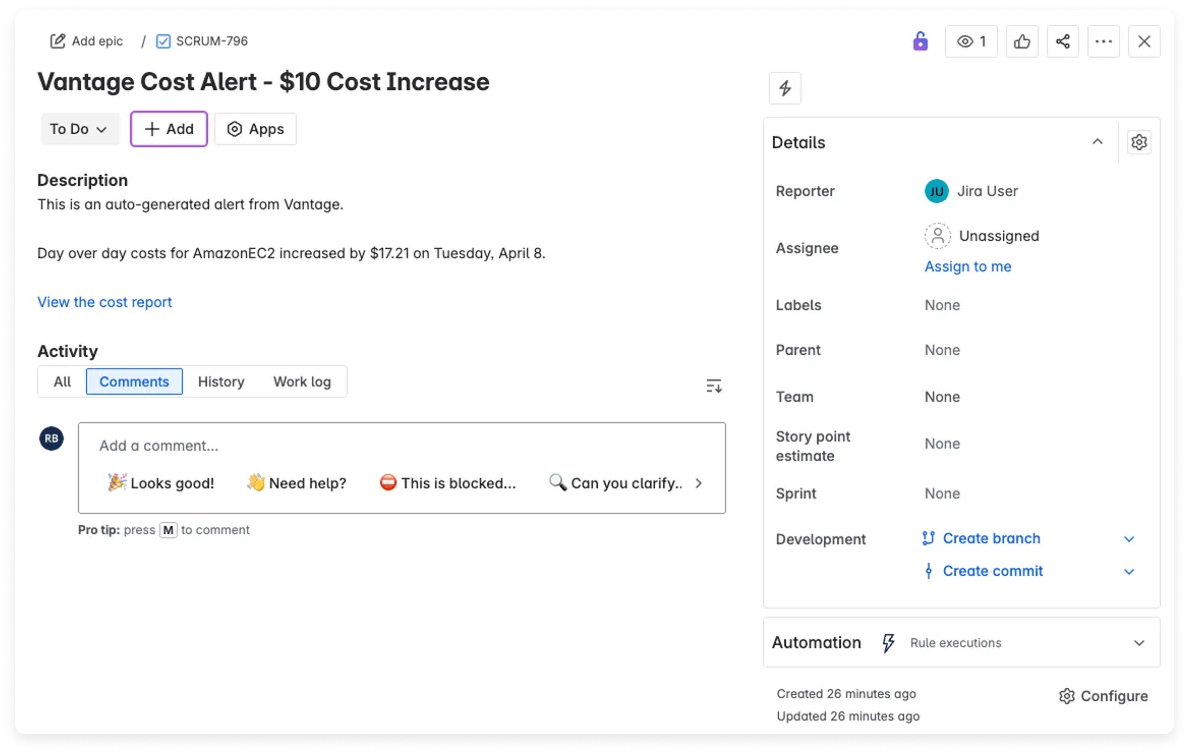 Add epic / SCRUM-796
1
Vantage Cost Alert - $10 Cost Increase
To Do
Add
Apps
Description
This is an auto-generated alert from Vantage.
Day over day costs for AmazonEC2 increased by $17.21 on Tuesday, April 8.
View the cost report
Activity
All Comments History Work log
RB
Add a comment...
Looks good! Need help? This is blocked... Can you clarify..
Pro tip: press M to comment
Details
Reporter JU Jira User
Assignee Unassigned
Assign to me
Labels None
Parent None
Team None
Story point estimate None
Sprint None
Development Create branch
Create commit
Automation Rule executions
Created 26 minutes ago
Updated 26 minutes ago
Configure